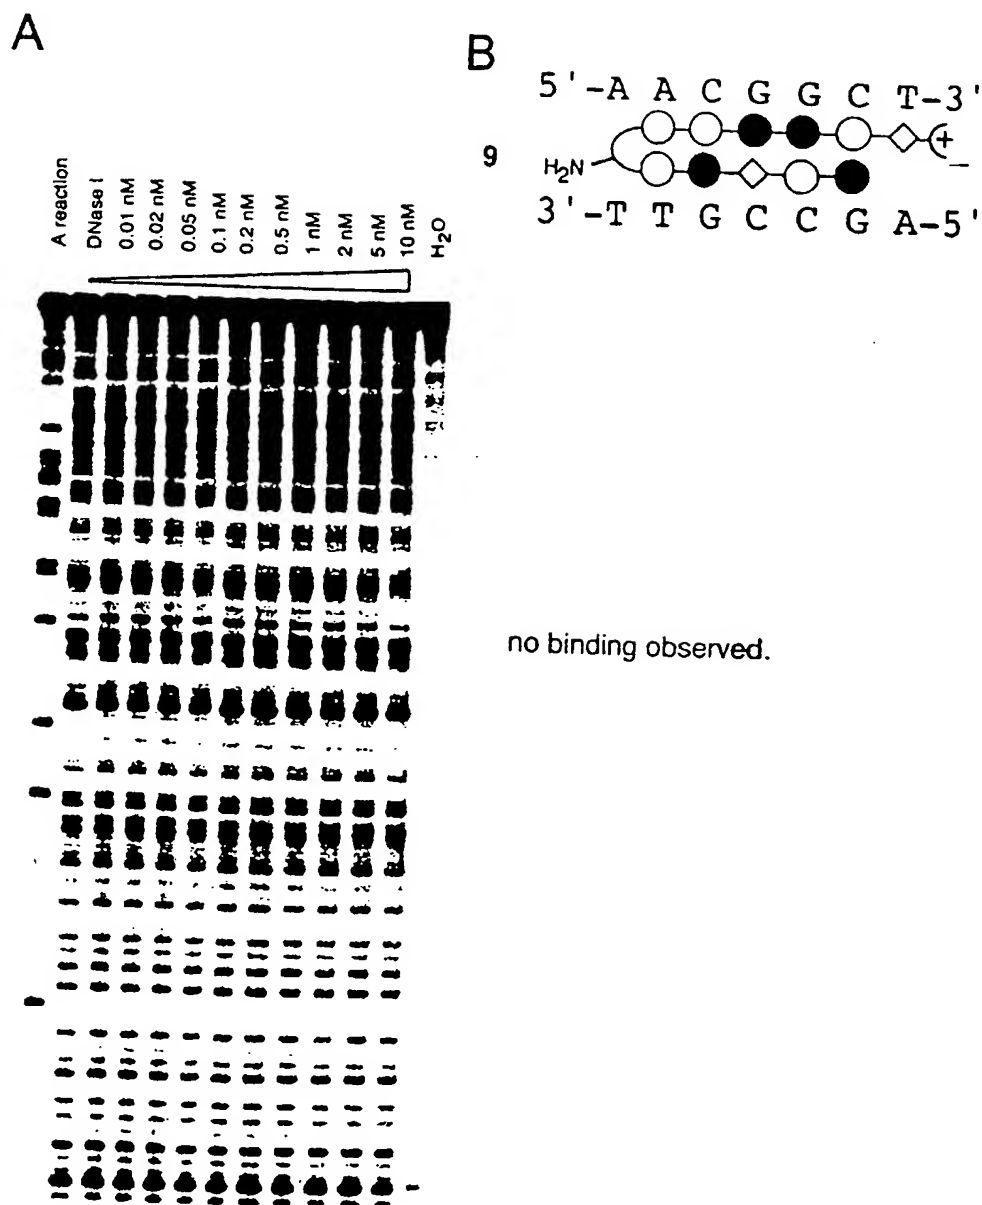 A
A reaction
DNase I
0.01 nM
0.02 nM
0.05 nM
0.1 nM
0.2 nM
0.5 nM
1 nM
2 nM
5 nM
10 nM
H₂O
B
5'-A A C G G C T-3'
9
+
H₂N
–
3'-T T G C C G A-5'
no binding observed.